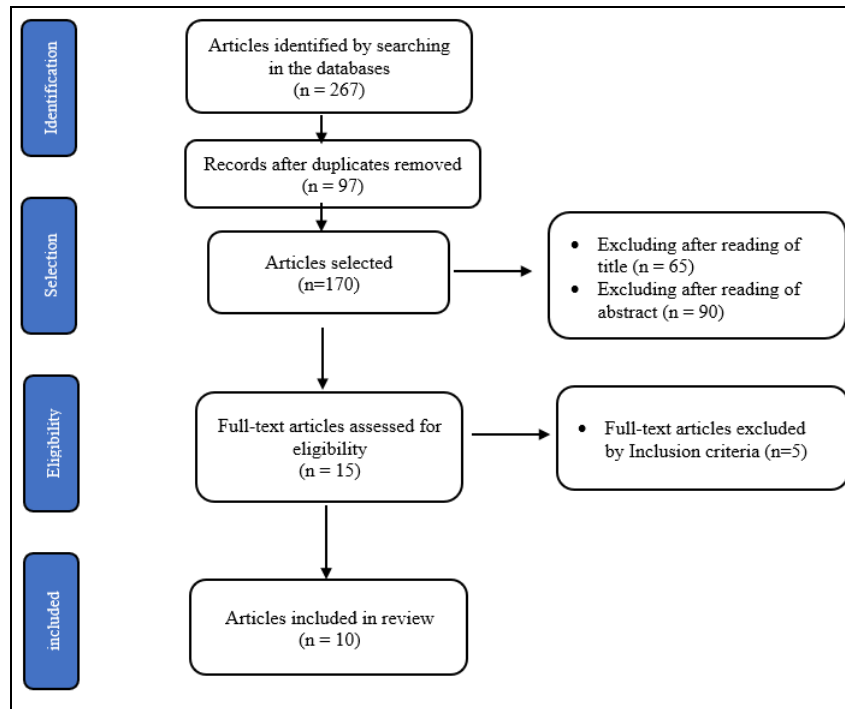 Identification
Articles identified by searching
in the databases
(n = 267)
Records after duplicates removed
(n = 97)
Selection
Articles selected
(n=170)
• Excluding after reading of
title (n = 65)
• Excluding after reading of
abstract (n = 90)
Eligibility
Full-text articles assessed for
eligibility
(n = 15)
• Full-text articles excluded
by Inclusion criteria (n=5)
included
Articles included in review
(n = 10)